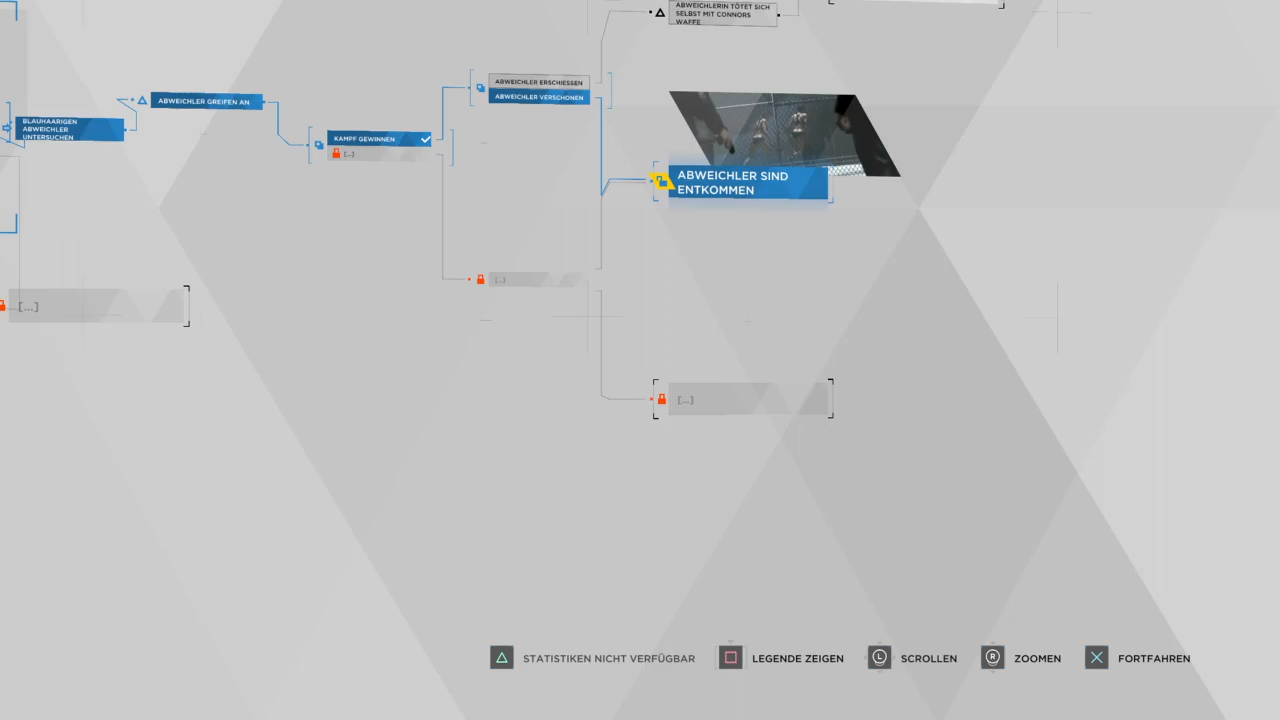 ABWEICHLERIN TÖTET SICH
SELBST MIT CONNORS
WAFFE
ABWEICHLER ERSCHIESSEN
ABWEICHLER VERSCHONEN
ABWEICHLER GREIFEN AN
BLAUHAARIGEN
ABWEICHLER
UNTERSUCHEN
KAMPF GEWINNEN
[...]
ABWEICHLER SIND
ENTKOMMEN
[...]
[...]
[...]
STATISTIKEN NICHT VERFÜGBAR
LEGENDE ZEIGEN
L
SCROLLEN
R
ZOOMEN
FORTFAHREN